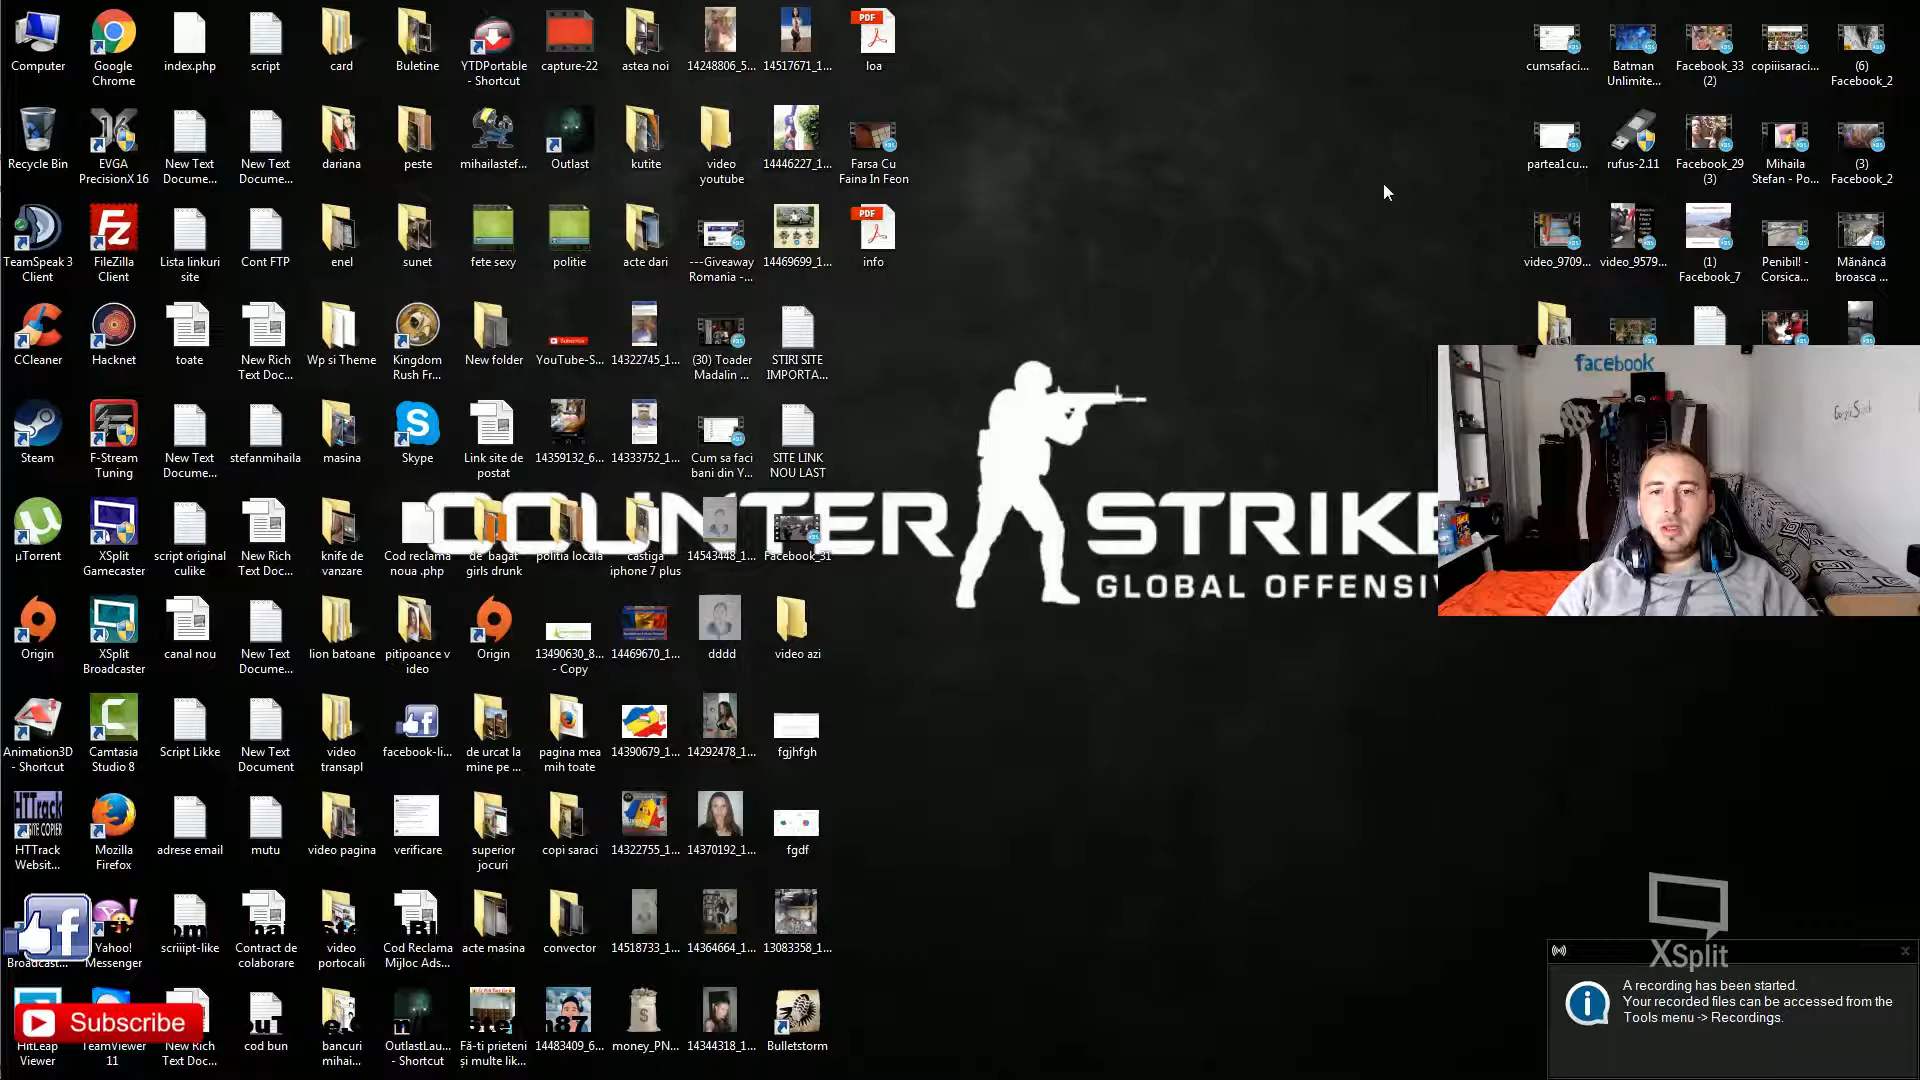 Computer
Google
Chrome
index.php
script
card
Buletine
YTDPortable
- Shortcut
capture-22
astea noi
14248806_5...
14517671_1...
PDF
loa
cumsafaci...
Batman
Unlimite...
Facebook_33
(2)
copiiisaraci...
(6)
Facebook_2
Recycle Bin
EVGA
PrecisionX 16
New Text
Docume...
New Text
Docume...
dariana
peste
mihailastef...
Outlast
kutite
video
youtube
14446227_1...
Farsa Cu
Faina In Feon
partea1cu...
rufus-2.11
Facebook_29
(3)
Mihaila
Stefan - Po...
(3)
Facebook_2
TeamSpeak 3
Client
FileZilla
Client
Lista linkuri
site
Cont FTP
enel
sunet
fete sexy
politie
acte dari
---Giveaway
Romania -...
14469699_1...
PDF
info
video_9709...
video_9579...
(1)
Facebook_7
Penibil! -
Corsica...
Mănâncă
broasca ...
CCleaner
Hacknet
toate
New Rich
Text Doc...
Wp si Theme
Kingdom
Rush Fr...
New folder
Subscribe
YouTube-S...
14322745_1...
(30) Toader
Madalin ...
STIRI SITE
IMPORTA...
facebook
Steam
F-Stream
Tuning
New Text
Docume...
stefanmihaila
masina
Skype
Link site de
postat
14359132_6...
14333752_1...
Cum sa faci
bani din Y...
SITE LINK
NOU LAST
COUNTER STRIKE
GLOBAL OFFENSIV
µTorrent
XSplit
Gamecaster
script original
culike
New Rich
Text Doc...
knife de
vanzare
Cod reclama
noua .php
de bagat
girls drunk
politia locala
castiga
iphone 7 plus
14543448_1...
Facebook_31
Origin
XSplit
Broadcaster
canal nou
New Text
Docume...
lion batoane
pitipoance v
ideo
Origin
13490630_8...
- Copy
14469670_1...
dddd
video azi
Animation3D
- Shortcut
Camtasia
Studio 8
Script Likke
New Text
Document
video
transapl
facebook-li...
de urcat la
mine pe ...
pagina mea
mih toate
14390679_1...
14292478_1...
fgjhfgh
HTTrack
Websit...
Mozilla
Firefox
adrese email
mutu
video pagina
verificare
superior
jocuri
copi saraci
14322755_1...
14370192_1...
fgdf
Broadcast...
Yahoo!
Messenger
scriiipt-like
Contract de
colaborare
video
portocali
Cod Reclama
Mijloc Ads...
acte masina
convector
14518733_1...
14364664_1...
13083358_1...
XSplit
A recording has been started.
Your recorded files can be accessed from the
Tools menu -> Recordings.
Subscribe
HitLeap
Viewer
TeamViewer
11
New Rich
Text Doc...
cod bun
bancuri
mihai...
OutlastLau...
- Shortcut
Fă-ti prieteni
și multe lik...
14483409_6...
money_PN...
14344318_1...
Bulletstorm